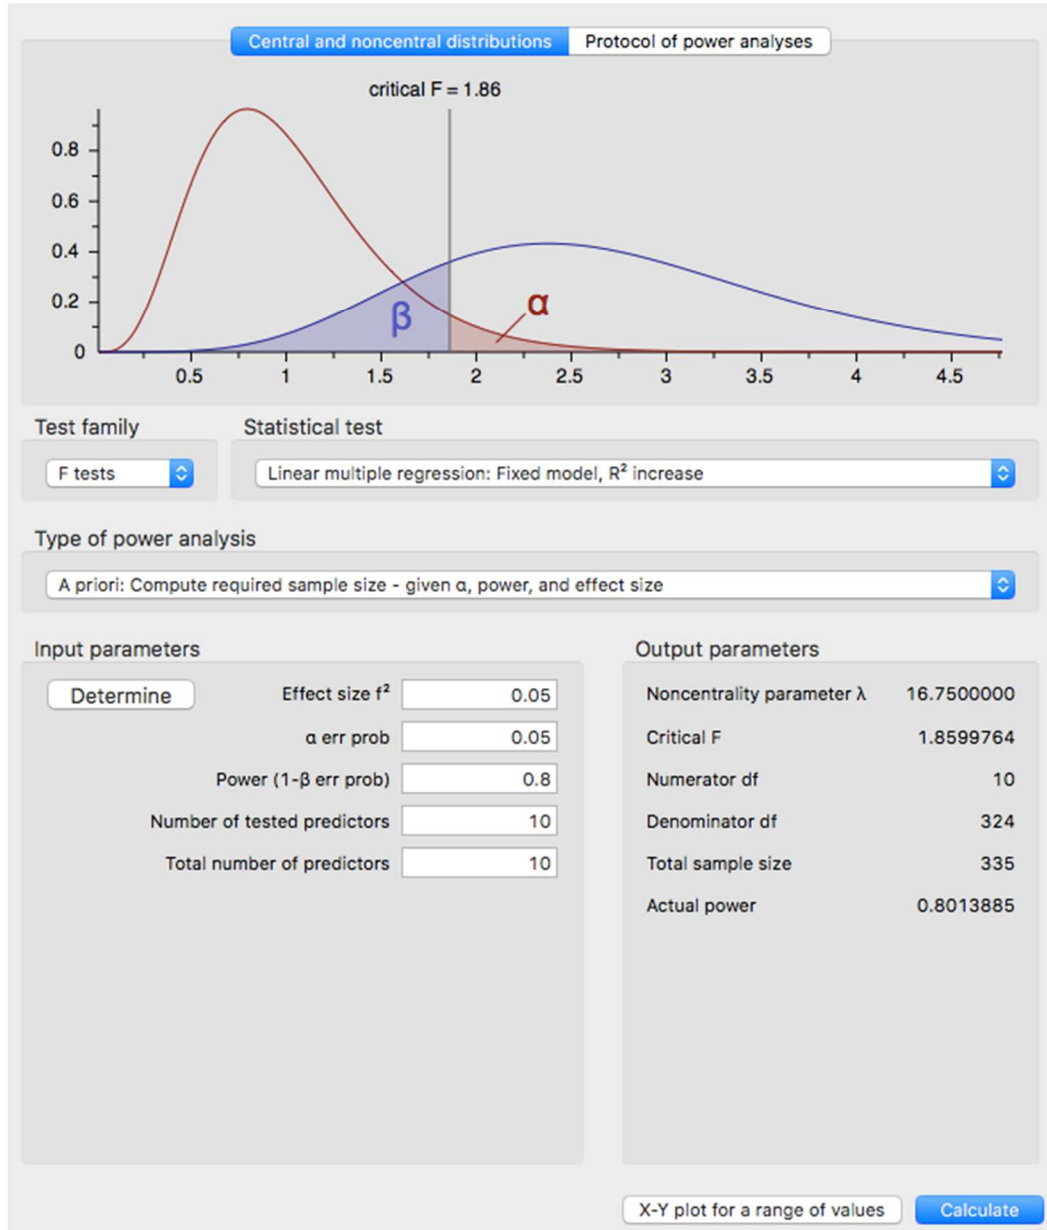 Central and noncentral distributions Protocol of power analyses
critical F = 1.86
0.8
0.6
0.4
0.2
0
β
α
0.5 1 1.5 2 2.5 3 3.5 4 4.5
Test family Statistical test
F tests Linear multiple regression: Fixed model, R² increase
Type of power analysis
A priori: Compute required sample size - given α, power, and effect size
Input parameters Output parameters
Determine Effect size f² 0.05 Noncentrality parameter λ 16.7500000
α err prob 0.05 Critical F 1.8599764
Power (1-β err prob) 0.8 Numerator df 10
Number of tested predictors 10 Denominator df 324
Total number of predictors 10 Total sample size 335
Actual power 0.8013885
X-Y plot for a range of values Calculate